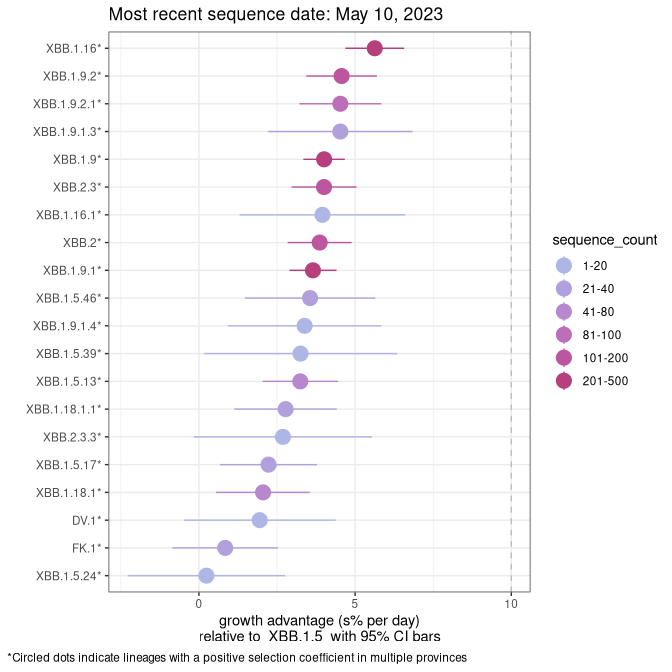 Most recent sequence date: May 10, 2023
XBB.1.16*
XBB.1.9.2*
XBB.1.9.2.1*
XBB.1.9.1.3*
XBB.1.9*
XBB.2.3*
XBB.1.16.1*
XBB.2*
XBB.1.9.1*
XBB.1.5.46*
XBB.1.9.1.4*
XBB.1.5.39*
XBB.1.5.13*
XBB.1.18.1.1*
XBB.2.3.3*
XBB.1.5.17*
XBB.1.18.1*
DV.1*
FK.1*
XBB.1.5.24*
0 5 10
growth advantage (s% per day)
relative to XBB.1.5 with 95% CI bars
sequence_count
1-20
21-40
41-80
81-100
101-200
201-500
*Circled dots indicate lineages with a positive selection coefficient in multiple provinces